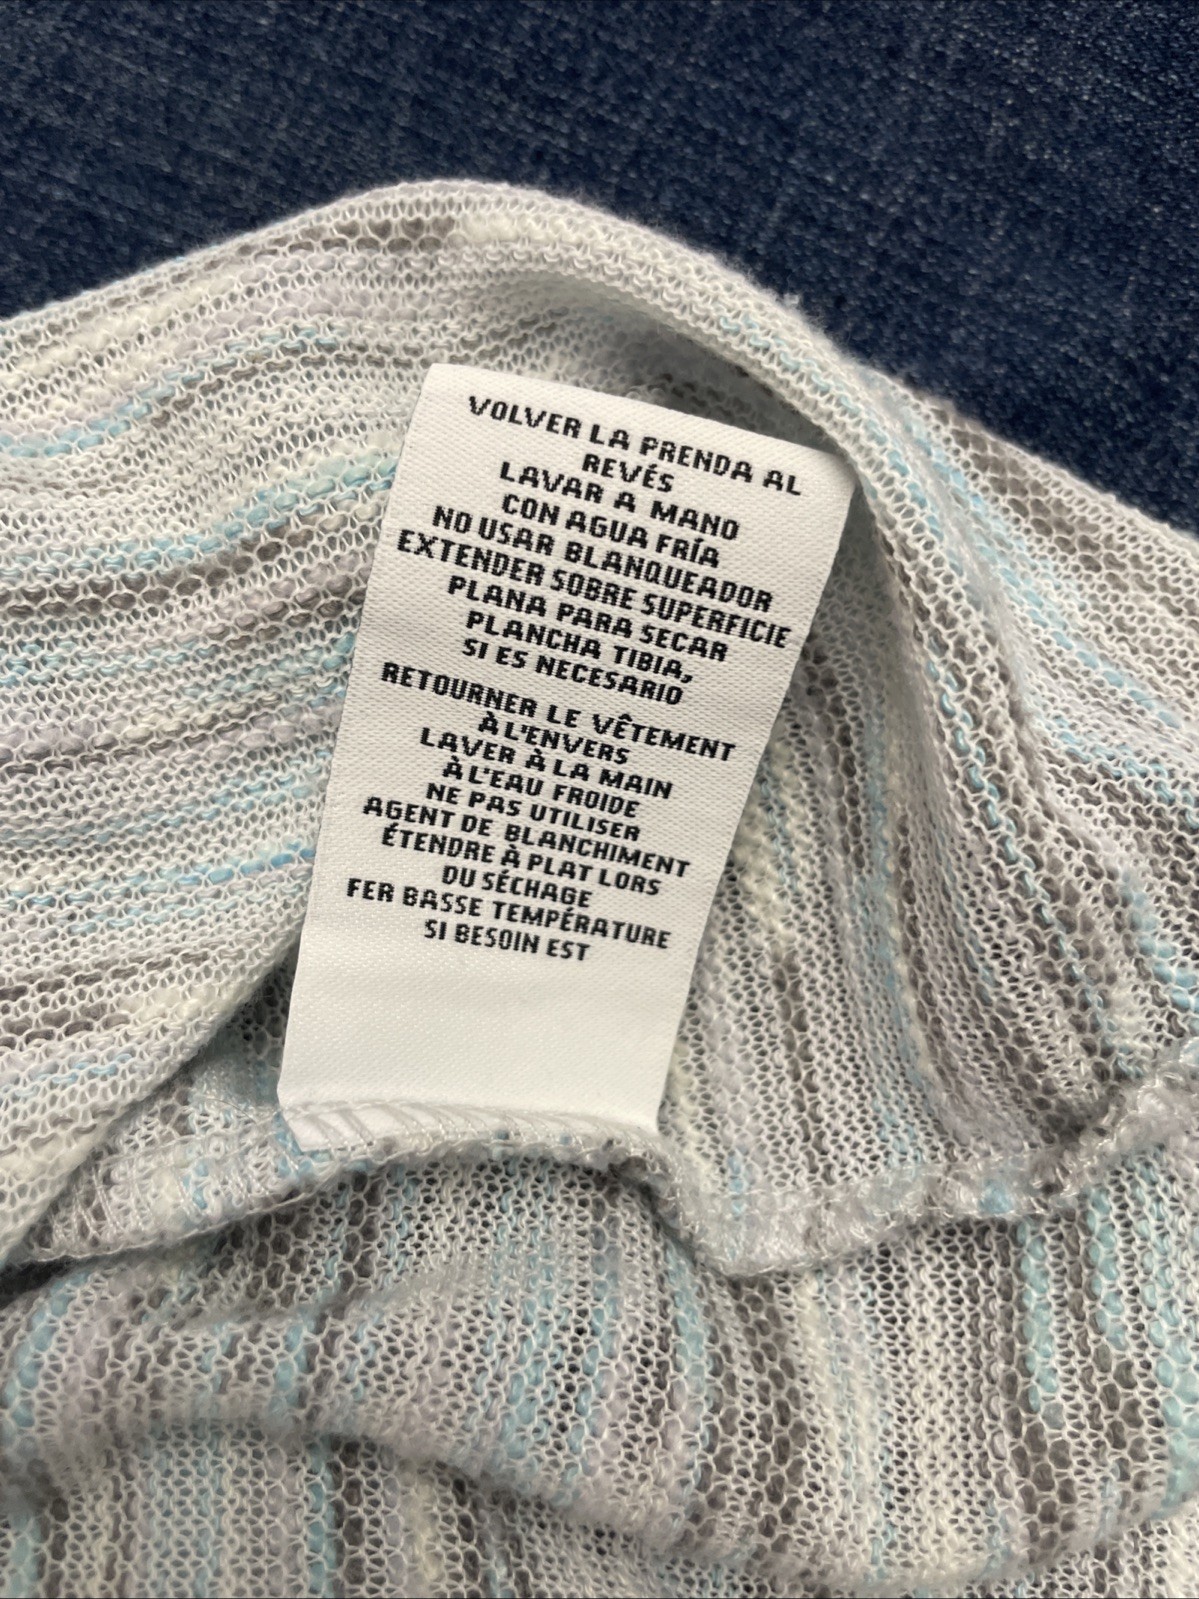 VOLVER LA PRENDA AL
REVÉS
LAVAR A MANO
CON AGUA FRÍA
NO USAR BLANQUEADOR
EXTENDER SOBRE SUPERFICIE
PLANA PARA SECAR
PLANCHA TIBIA,
SI ES NECESARIO
RETOURNER LE VÊTEMENT
À L'ENVERS
LAVER À LA MAIN
À L'EAU FROIDE
NE PAS UTILISER
AGENT DE BLANCHIMENT
ÉTENDRE À PLAT LORS
DU SÉCHAGE
FER BASSE TEMPÉRATURE
SI BESOIN EST